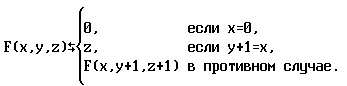 0, если x=0,
F(x,y,z)⇆ z, если y+1=x,
F(x,y+1,z+1) в противном случае.